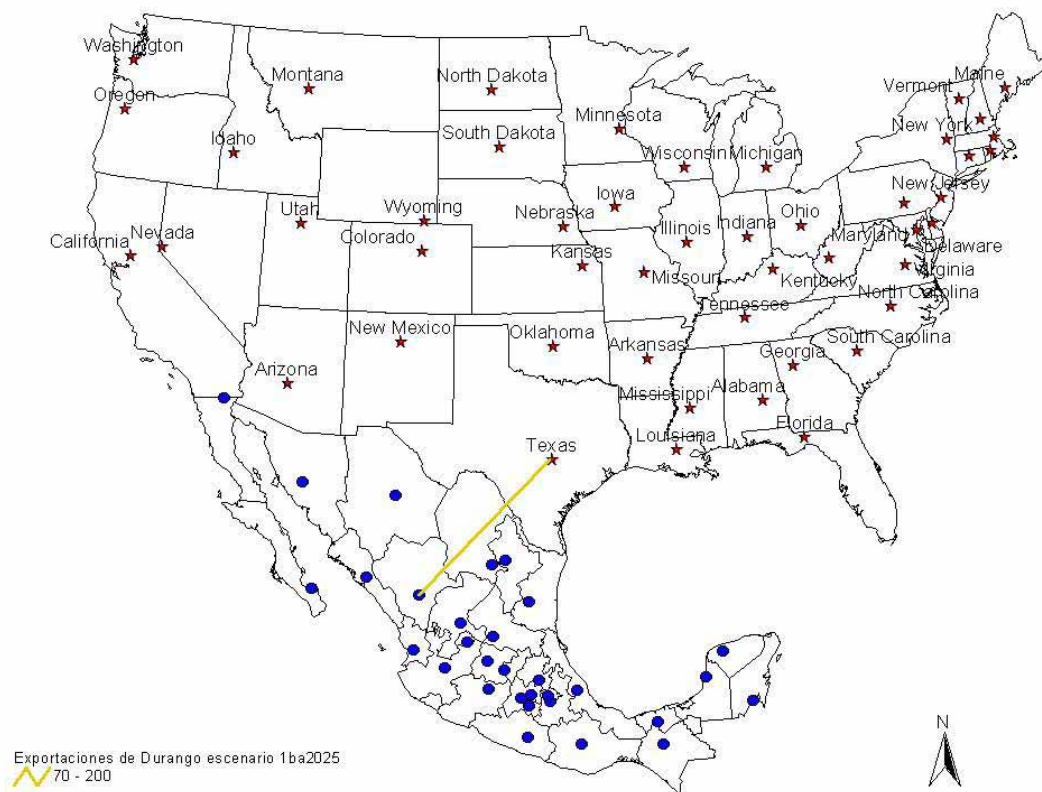 Washington
Montana
North Dakota
Maine
Vermont
Oregon
Minnesota
South Dakota
New York
Idaho
Wisconsin
Michigan
New Jersey
Iowa
Utah
Wyoming
Nebraska
Ohio
Illinois
Indiana
Maryland
California
Nevada
Colorado
Delaware
Kansas
Virginia
Missouri
Kentucky
North Carolina
Tennessee
New Mexico
Oklahoma
South Carolina
Arkansas
Georgia
Arizona
Mississippi
Alabama
Florida
Louisiana
Texas
N
Exportaciones de Durango escenario 1ba2025
70 - 200